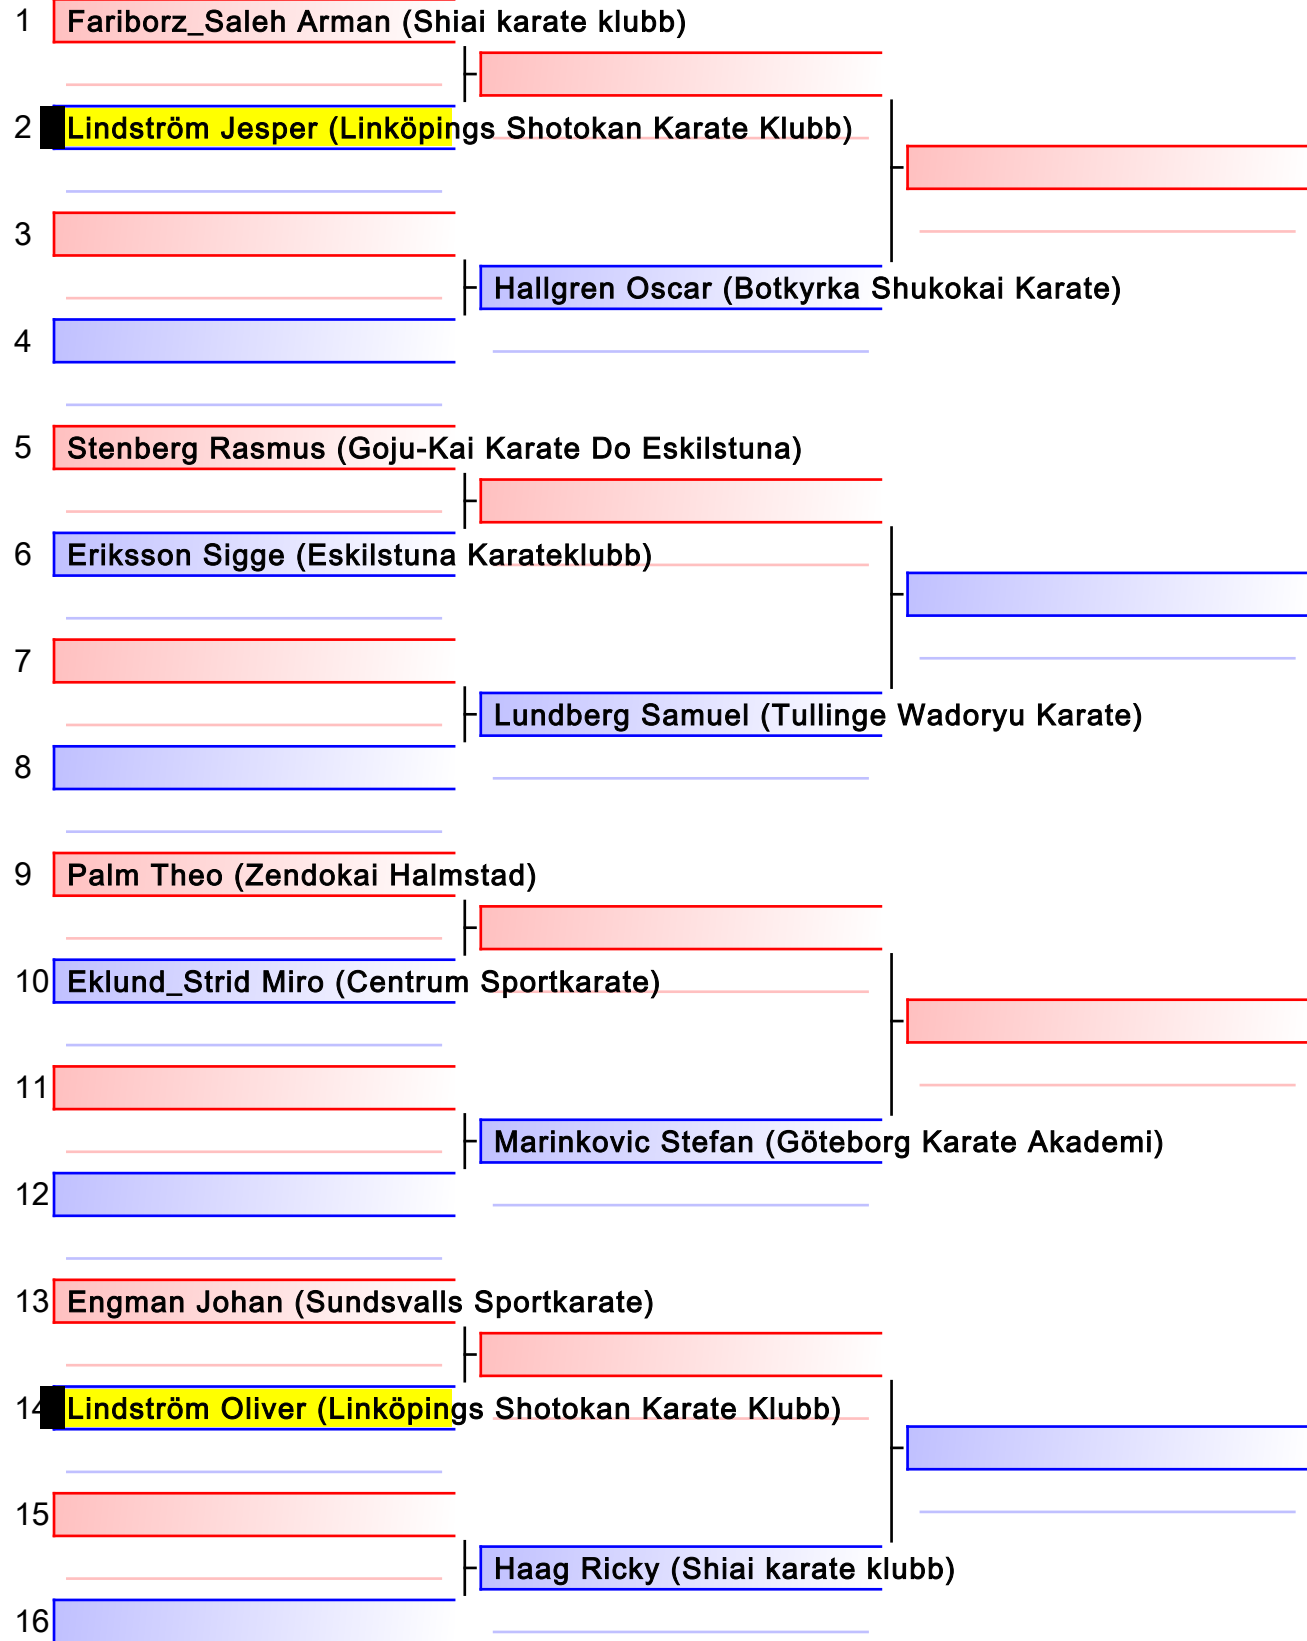 1 Fariborz_Saleh Arman (Shiai karate klubb)
2 Lindström Jesper (Linköpings Shotokan Karate Klubb)
3
Hallgren Oscar (Botkyrka Shukokai Karate)
4
5 Stenberg Rasmus (Goju-Kai Karate Do Eskilstuna)
6 Eriksson Sigge (Eskilstuna Karateklubb)
7
Lundberg Samuel (Tullinge Wadoryu Karate)
8
9 Palm Theo (Zendokai Halmstad)
10 Eklund_Strid Miro (Centrum Sportkarate)
11
Marinkovic Stefan (Göteborg Karate Akademi)
12
13 Engman Johan (Sundsvalls Sportkarate)
14 Lindström Oliver (Linköpings Shotokan Karate Klubb)
15
Haag Ricky (Shiai karate klubb)
16